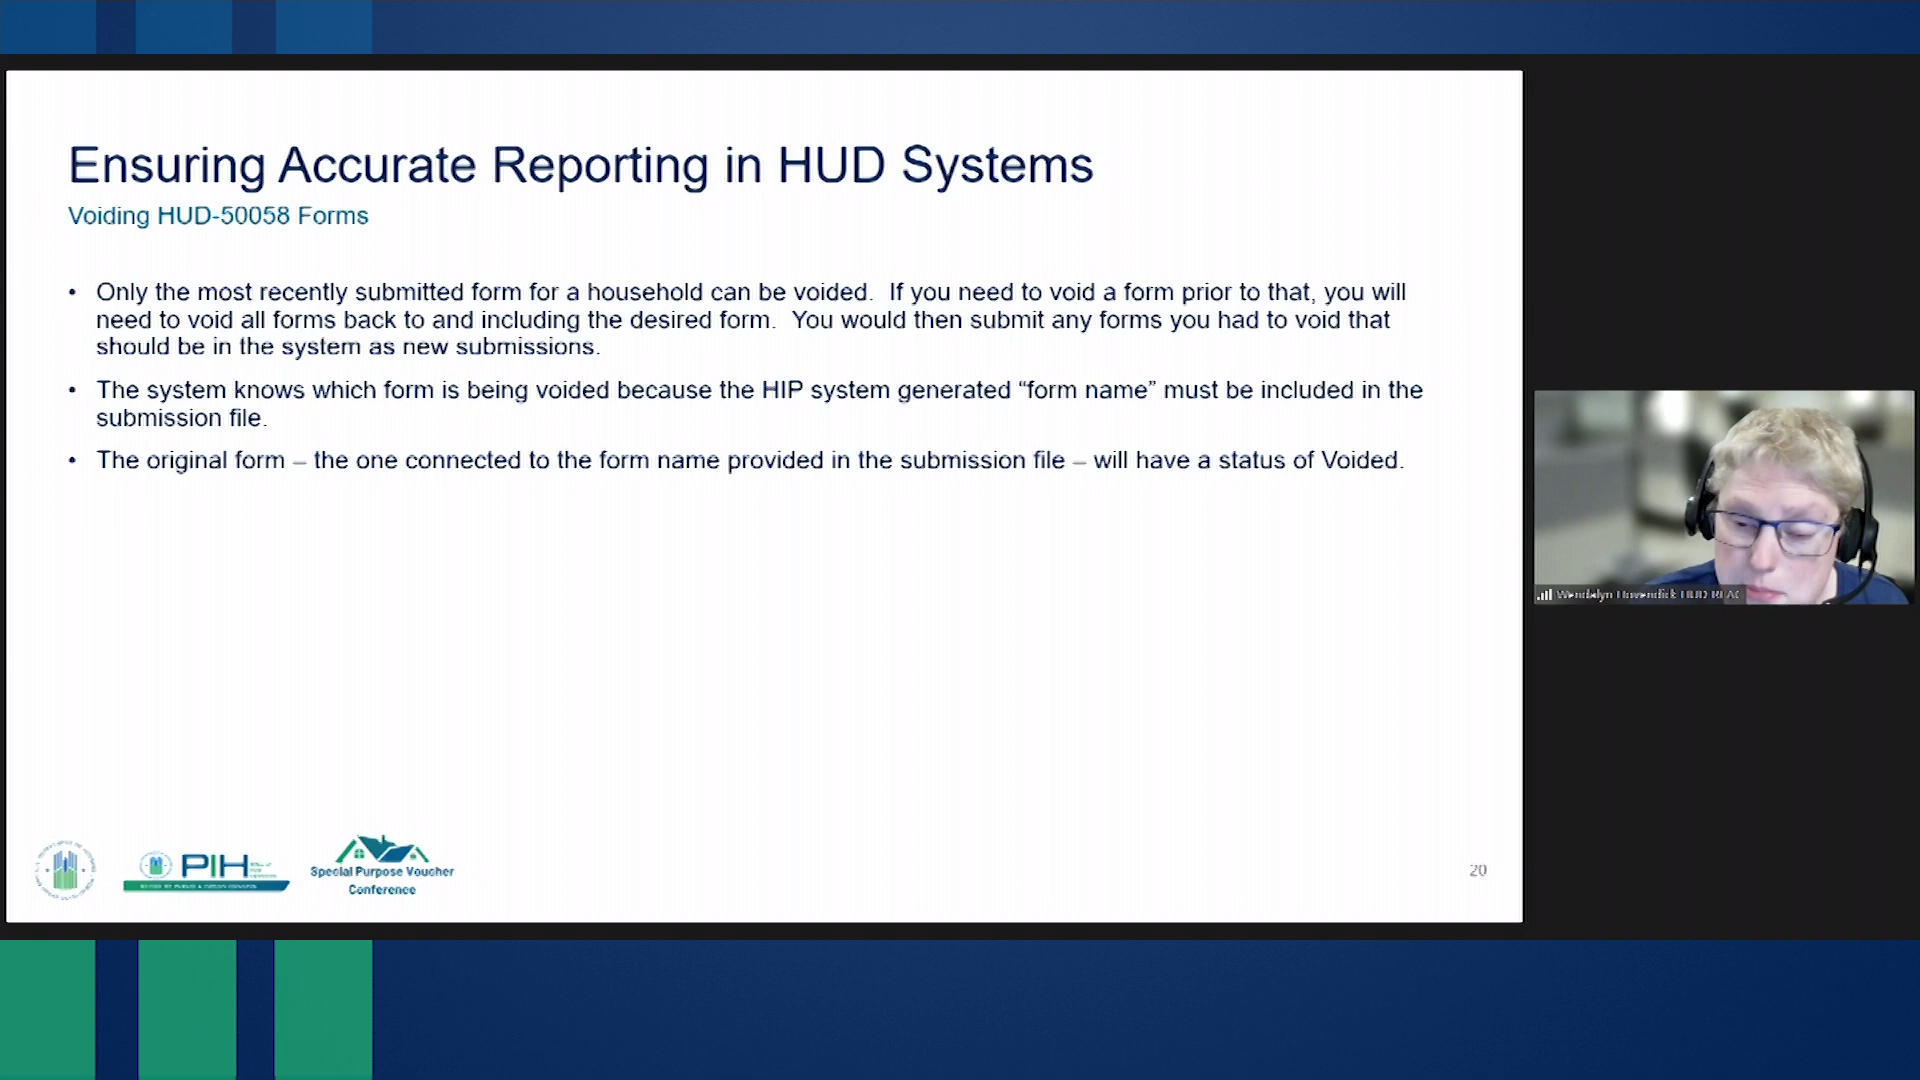 Ensuring Accurate Reporting in HUD Systems
Voiding HUD-50058 Forms
• Only the most recently submitted form for a household can be voided.  If you need to void a form prior to that, you will
need to void all forms back to and including the desired form.  You would then submit any forms you had to void that
should be in the system as new submissions.
• The system knows which form is being voided because the HIP system generated “form name” must be included in the
submission file.
• The original form – the one connected to the form name provided in the submission file – will have a status of Voided.
PIH
Special Purpose Voucher
Conference
20
Wendalyn HUD REAC